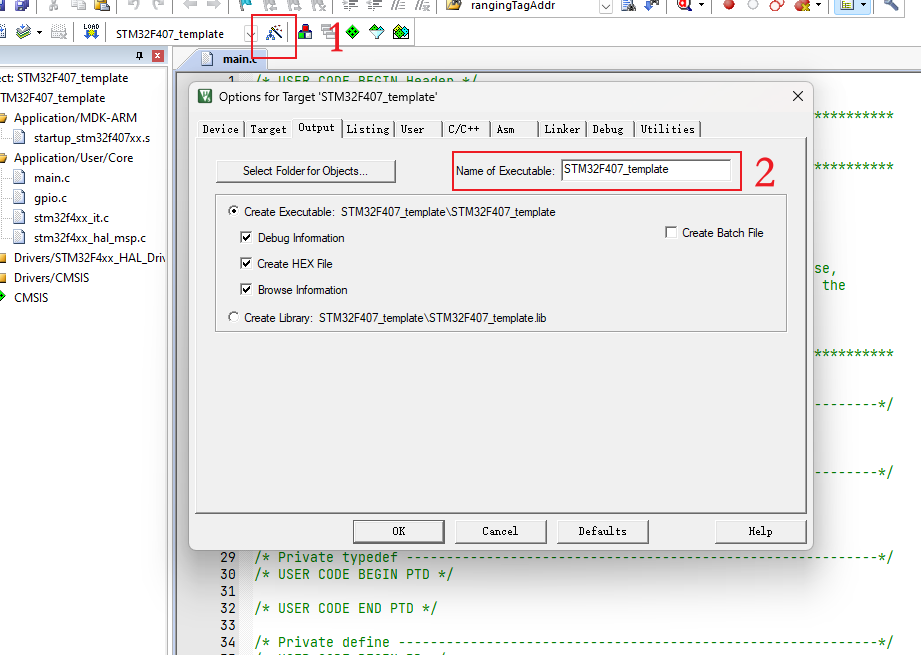 rangingTagAddr
LOAD
STM32F407_template
1
ect: STM32F407_template
TM32F407_template
Application/MDK-ARM
startup_stm32f407xx.s
Application/User/Core
main.c
gpio.c
stm32f4xx_it.c
stm32f4xx_hal_msp.c
Drivers/STM32F4xx_HAL_Driv
Drivers/CMSIS
CMSIS
main.c
1 /* USER CODE BEGIN Header */
Options for Target 'STM32F407_template'
Device Target Output Listing User C/C++ Asm Linker Debug Utilities
Select Folder for Objects...
Name of Executable: STM32F407_template
2
Create Executable: STM32F407_template\STM32F407_template
Debug Information
Create Batch File
Create HEX File
Browse Information
Create Library: STM32F407_template\STM32F407_template.lib
OK Cancel Defaults Help
**********
**********
se,
the
**********
--------*/
--------*/
29 /* Private typedef -----------------------------------------------------------*/
30 /* USER CODE BEGIN PTD */
31
32 /* USER CODE END PTD */
33
34 /* Private define ------------------------------------------------------------*/